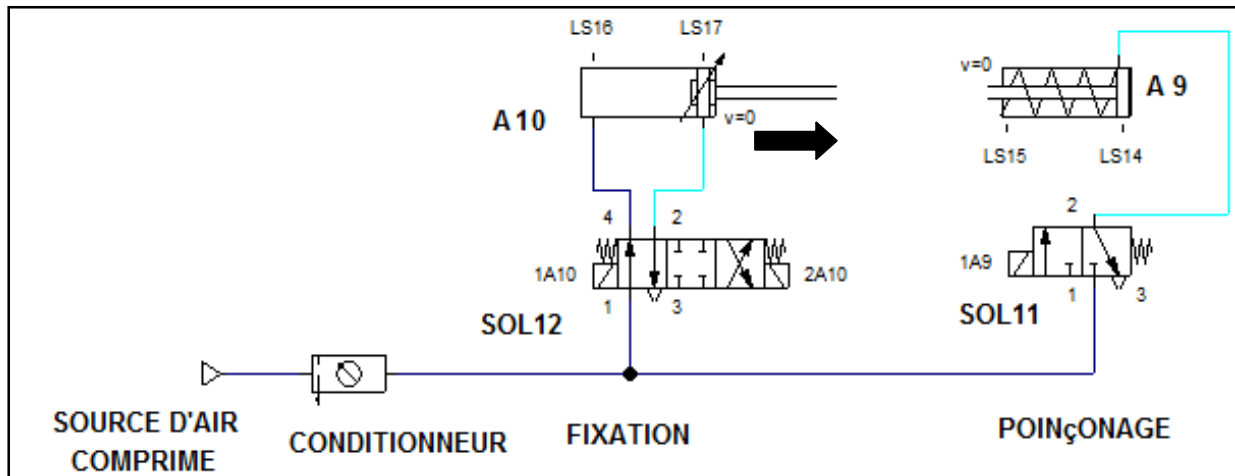 LS16
LS17
v=0
A 10
v=0
A 9
LS15
LS14
4
2
1A10
2A10
1
3
SOL12
2
1A9
1
3
SOL11
SOURCE D'AIR
COMPRIME
CONDITIONNEUR
FIXATION
POINçONAGE